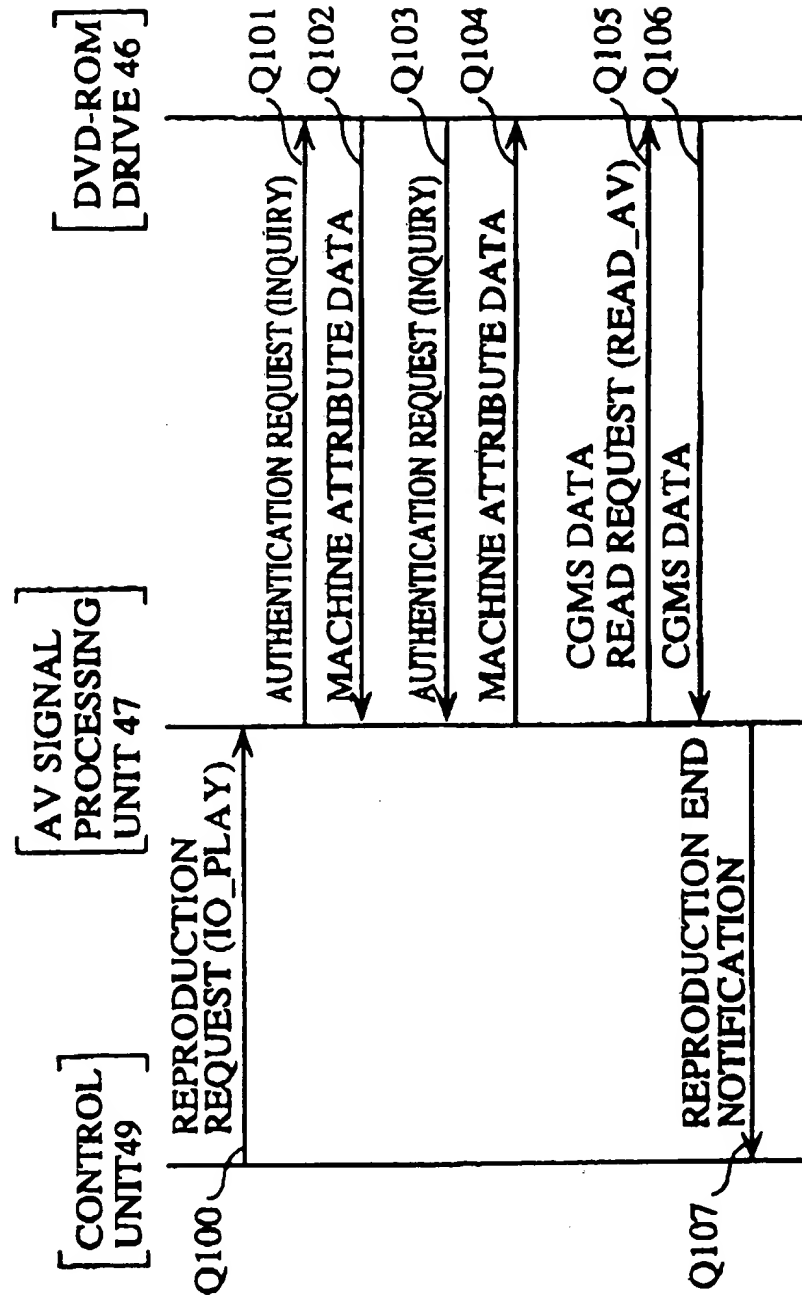 CONTROL
UNIT49
AV SIGNAL
PROCESSING
UNIT 47
DVD-ROM
DRIVE 46
Q100
REPRODUCTION
REQUEST (IO_PLAY)
AUTHENTICATION REQUEST (INQUIRY)
Q101
MACHINE ATTRIBUTE DATA
Q102
AUTHENTICATION REQUEST (INQUIRY)
Q103
MACHINE ATTRIBUTE DATA
Q104
CGMS DATA
READ REQUEST (READ_AV)
Q105
CGMS DATA
Q106
REPRODUCTION END
NOTIFICATION
Q107